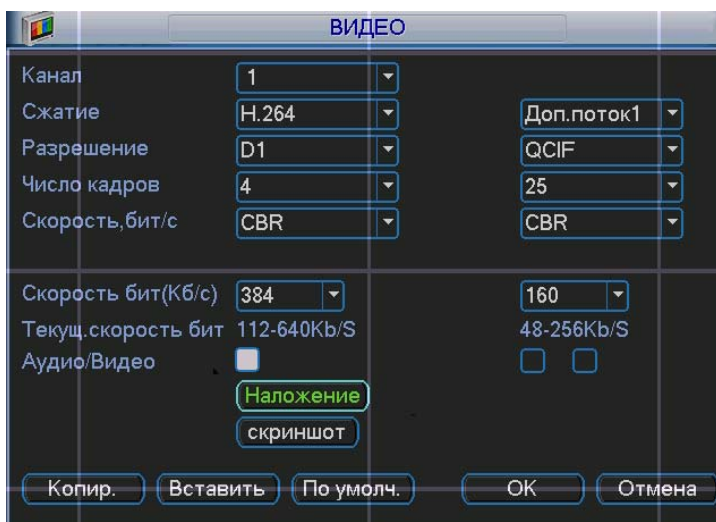 ВИДЕО
Канал 1
Сжатие H.264 Доп.поток1
Разрешение D1 QCIF
Число кадров 4 25
Скорость,бит/с CBR CBR
Скорость бит(Кб/с) 384 160
Текущ.скорость бит 112-640Kb/S 48-256Kb/S
Аудио/Видео
Наложение
скриншот
Копир. Вставить По умолч. OK Отмена